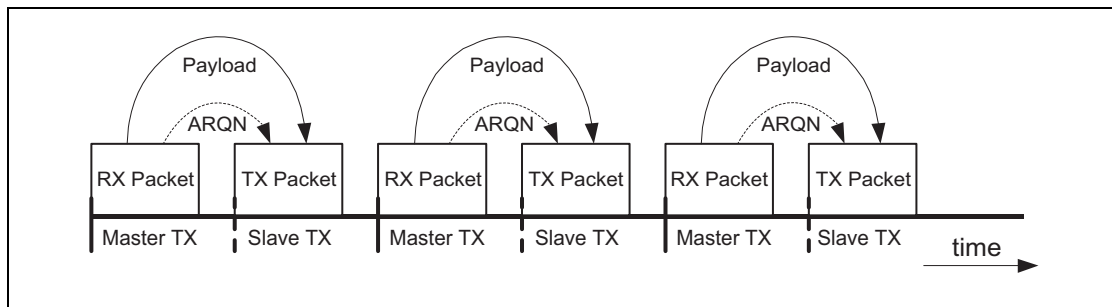 Payload Payload Payload
ARQN ARQN ARQN
RX Packet TX Packet RX Packet TX Packet RX Packet TX Packet
Master TX Slave TX Master TX Slave TX Master TX Slave TX
time